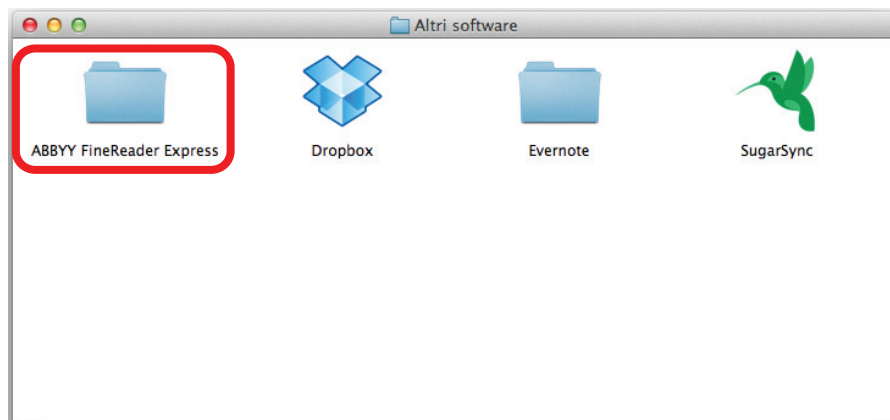 Altri software
ABBYY FineReader Express
Dropbox
Evernote
SugarSync